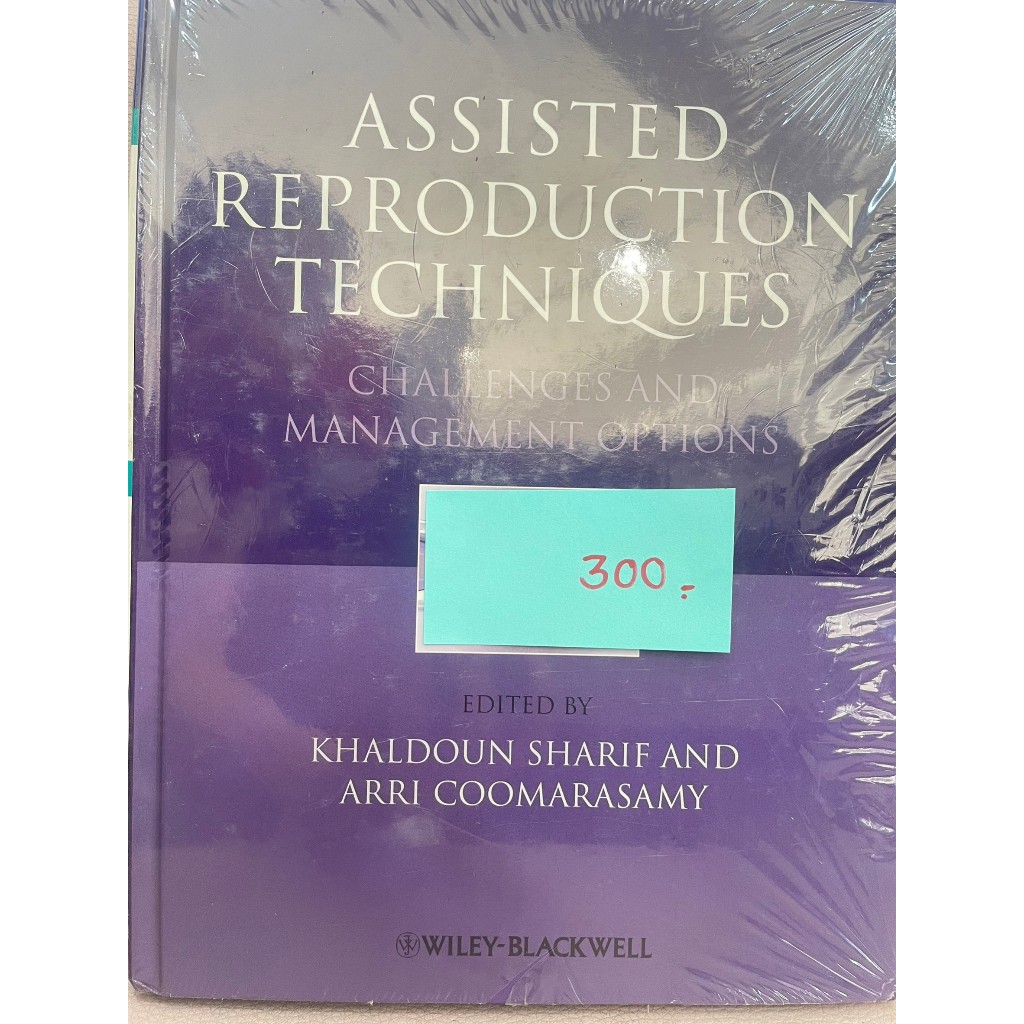 ASSISTED
REPRODUCTION
TECHNIQUES
CHALLENGES AND
MANAGEMENT OPTIONS
300.-
EDITED BY
KHALDOUN SHARIF AND
ARRI COOMARASAMY
WILEY-BLACKWELL